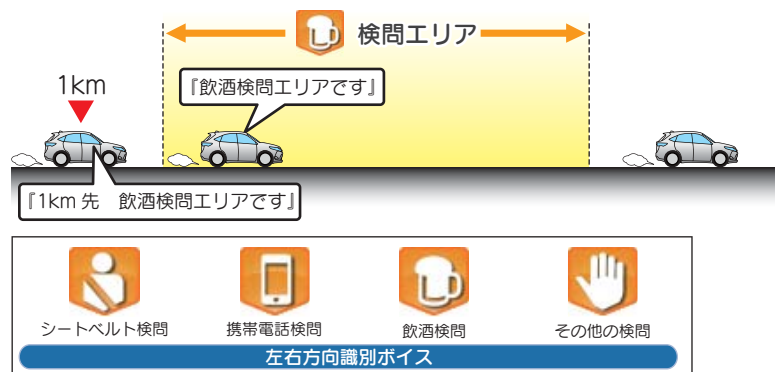 検問エリア
1km
『飲酒検問エリアです』
『1km 先　飲酒検問エリアです』
シートベルト検問
携帯電話検問
飲酒検問
その他の検問
左右方向識別ボイス